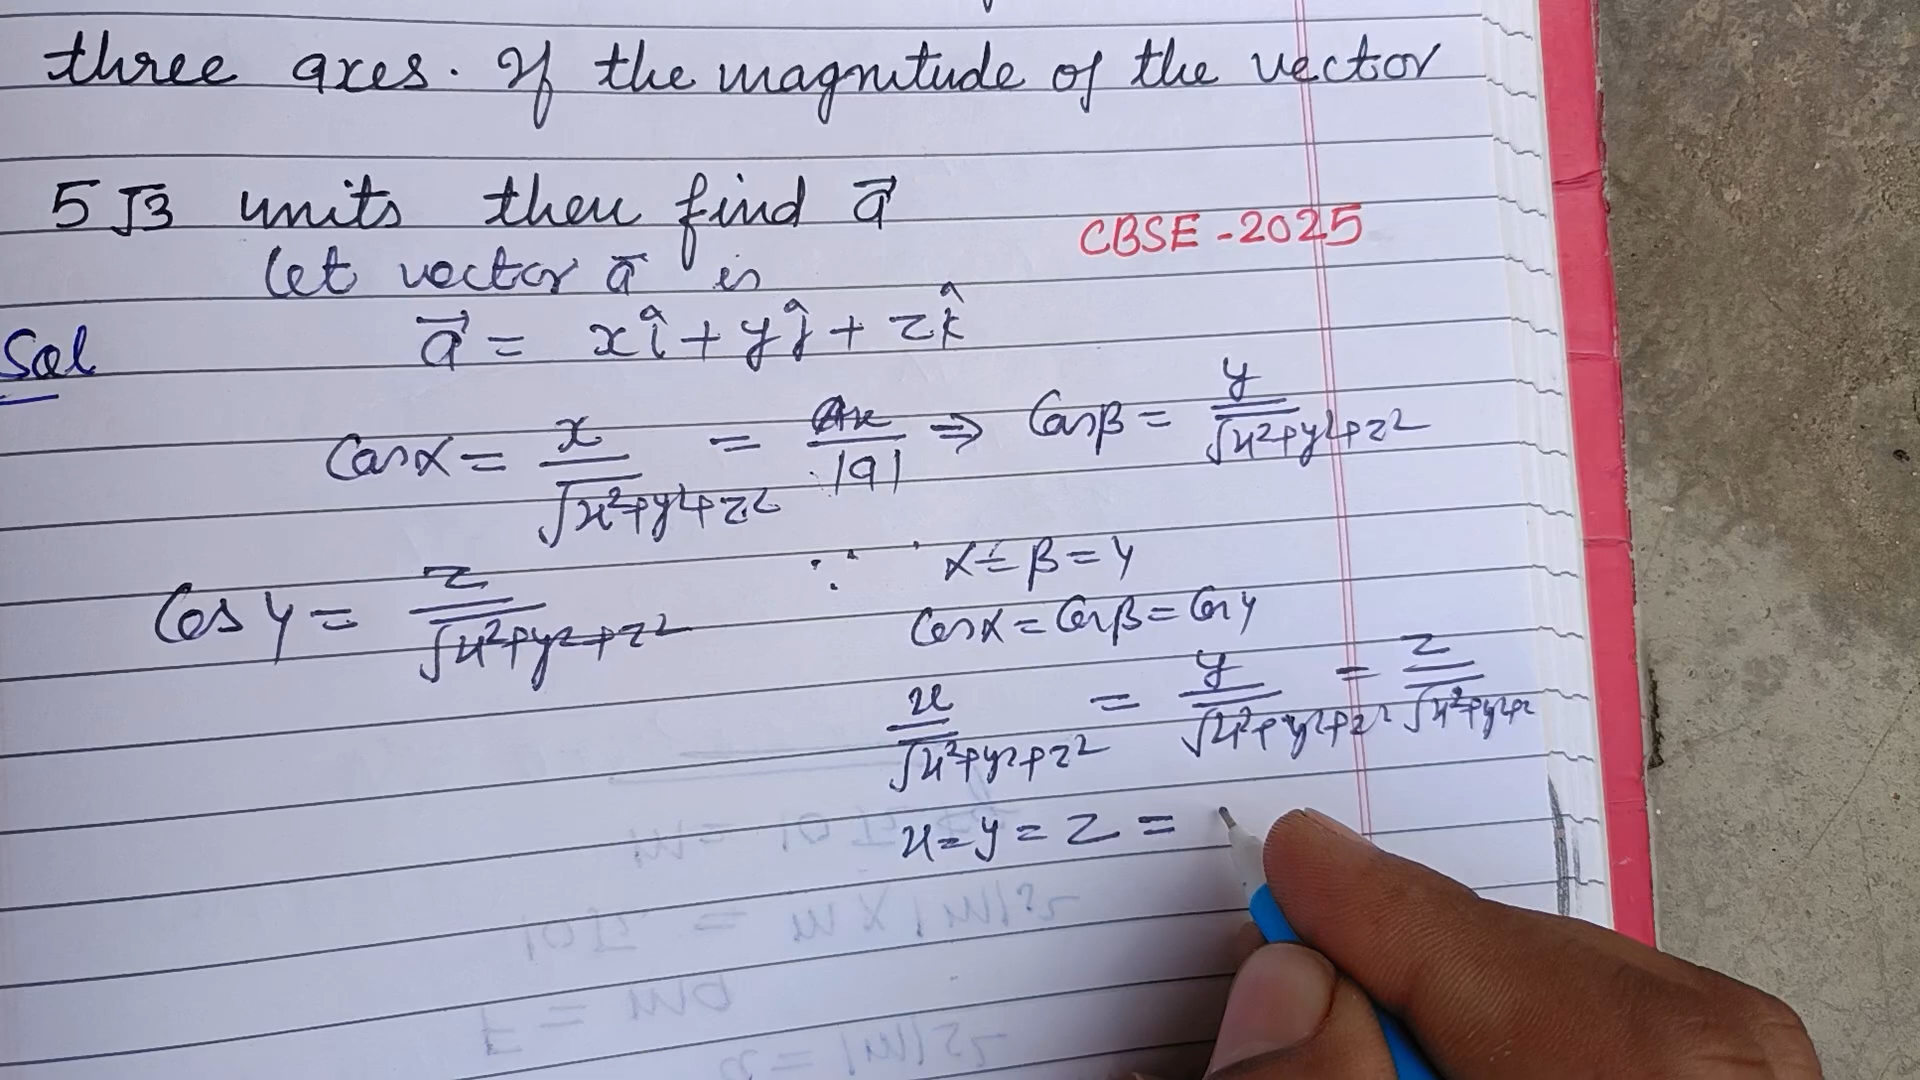 three axes. If the magnitude of the vector
5√3 units then find a⃗
CBSE -2025
let vector a⃗ is
Sol a⃗ = xî + yĵ + zk̂
Cosα = x/√x²+y²+z² = /|a| ⇒ Cosβ = y/√x²+y²+z²
Cos γ = z/√x²+y²+z² ∵ α = β = γ
Cosα = Cosβ = Cosγ
x/√x²+y²+z² = y/√x²+y²+z² = z/√x²+y²+z
x = y = z =